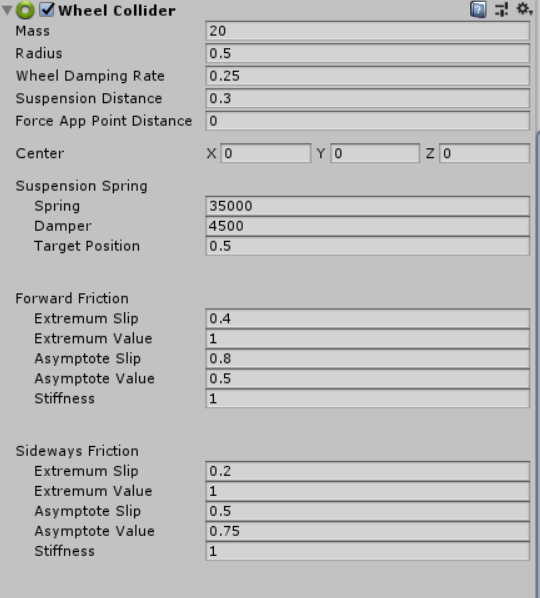 Wheel Collider
Mass 20
Radius 0.5
Wheel Damping Rate 0.25
Suspension Distance 0.3
Force App Point Distance 0
Center X 0 Y 0 Z 0
Suspension Spring
Spring 35000
Damper 4500
Target Position 0.5
Forward Friction
Extremum Slip 0.4
Extremum Value 1
Asymptote Slip 0.8
Asymptote Value 0.5
Stiffness 1
Sideways Friction
Extremum Slip 0.2
Extremum Value 1
Asymptote Slip 0.5
Asymptote Value 0.75
Stiffness 1